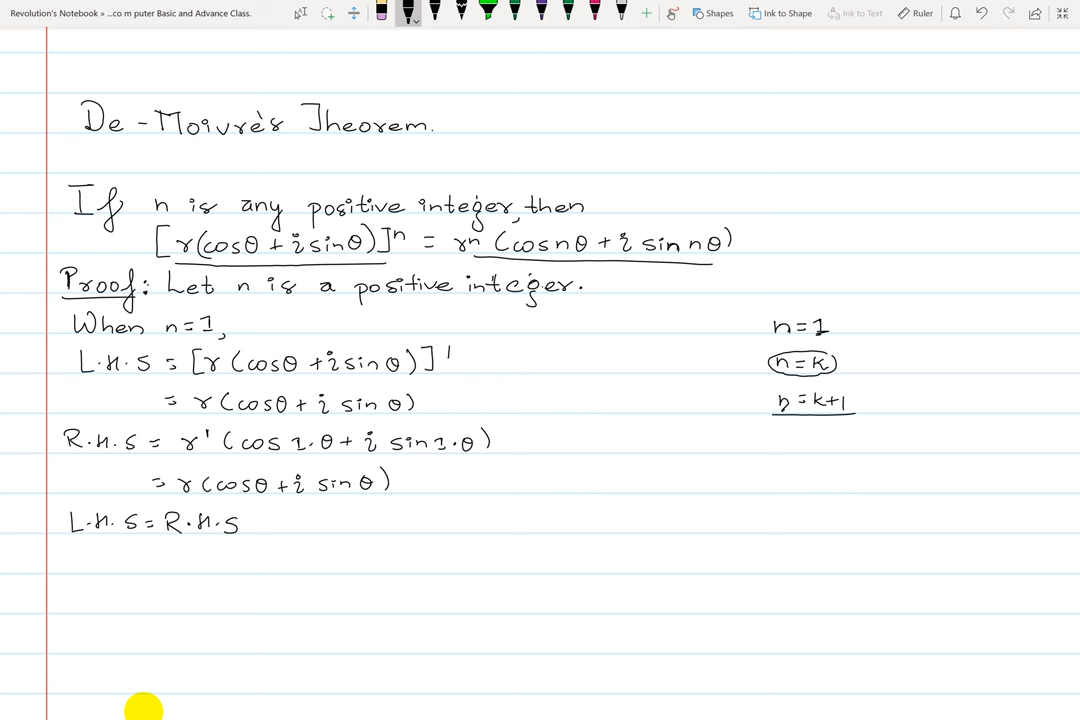 Revolution's Notebook » ...co m puter Basic and Advance Class.
Shapes
Ink to Shape
Ink to Text
Ruler
De - Moivre's Theorem.
If n is any positive integer, then
[r(cosθ + i sinθ)]ⁿ = rⁿ (cos nθ + i sin nθ)
Proof: Let n is a positive integer.
When n=1,
L.H.S = [r (cosθ + i sinθ)]¹
= r (cosθ + i sin θ)
R.H.S = r¹ (cos 1.θ + i sin 1.θ)
= r (cosθ + i sin θ)
L.H.S = R.H.S
n=1
n=k
n=k+1